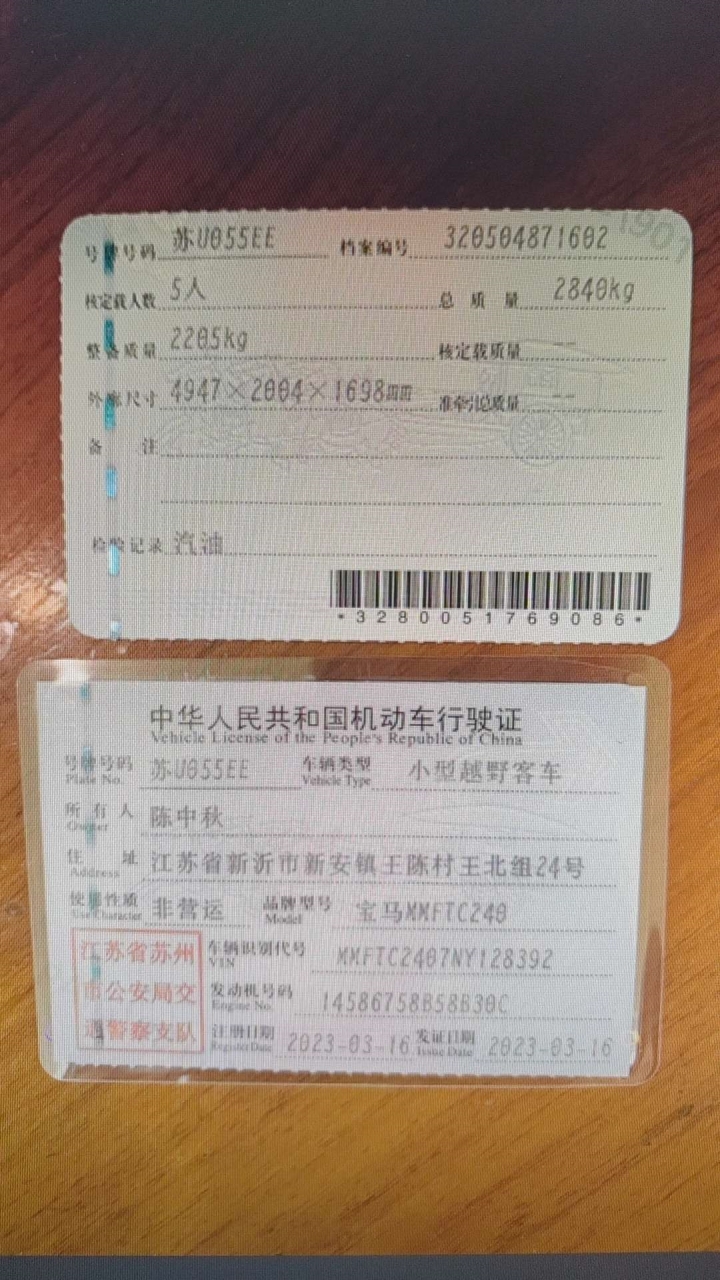 号牌号码 苏U055EE 档案编号 320504871602
核定载人数 5人 总质量 2840kg
整备质量 2205kg 核定载质量 --
外廓尺寸 4947×2004×1698mm 准牵引总质量 --
备注
检验记录 汽油
*3280051769086*
中华人民共和国机动车行驶证
Vehicle License of the People's Republic of China
号牌号码 苏U055EE 车辆类型 小型越野客车
Plate No. Vehicle Type
所有人 陈中秋
Owner
住址 江苏省新沂市新安镇王陈村王北组24号
Address
使用性质 非营运 品牌型号 宝马MMFTC240
Use Character Model
江苏省苏州
市公安局交
通警察支队
车辆识别代号 MMFTC2407NY128392
VIN
发动机号码 14586758B58B30C
Engine No.
注册日期 2023-03-16 发证日期 2023-03-16
Register Date Issue Date